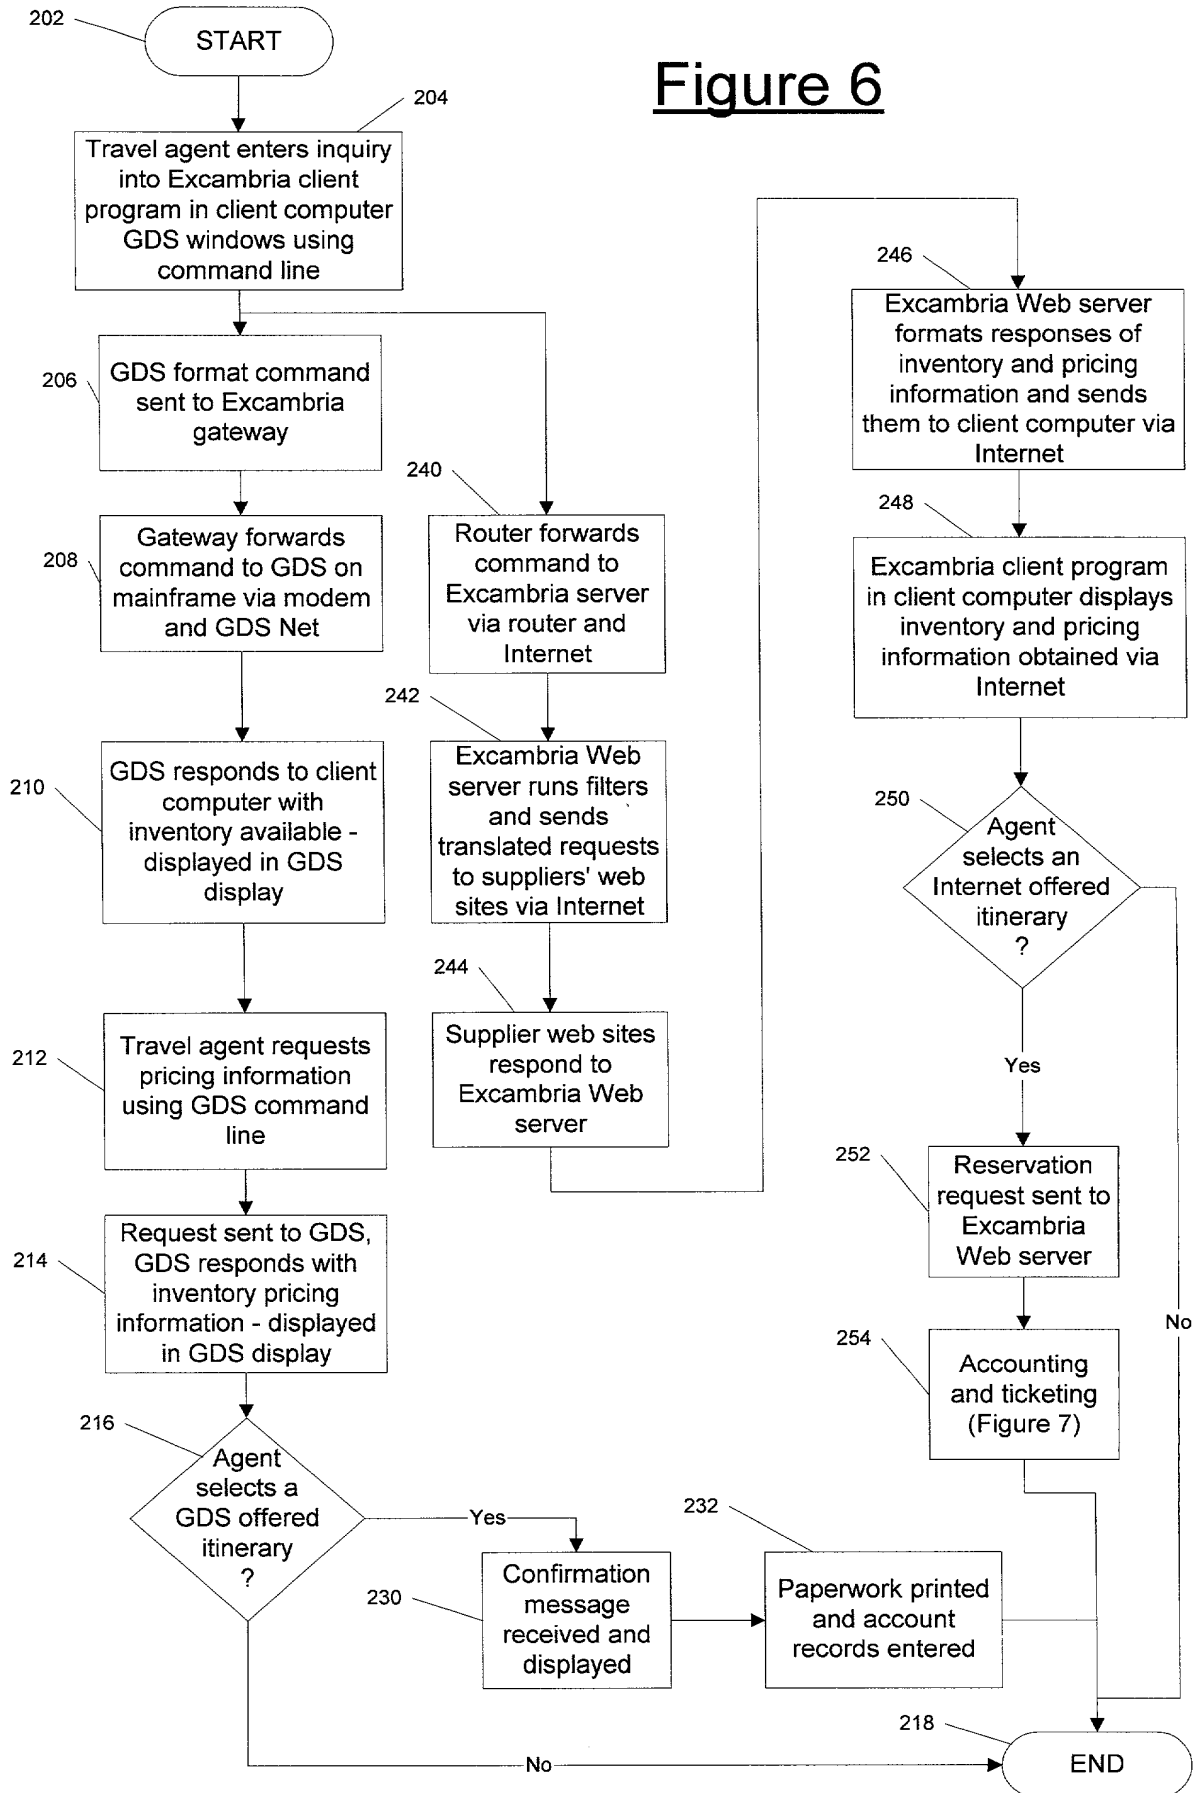 202
START
Figure 6
204
Travel agent enters inquiry
into Excambria client
program in client computer
GDS windows using
command line
206
GDS format command
sent to Excambria
gateway
208
Gateway forwards
command to GDS on
mainframe via modem
and GDS Net
210
GDS responds to client
computer with
inventory available -
displayed in GDS
display
212
Travel agent requests
pricing information
using GDS command
line
214
Request sent to GDS,
GDS responds with
inventory pricing
information - displayed
in GDS display
216
Agent
selects a
GDS offered
itinerary
?
Yes
230
Confirmation
message
received and
displayed
232
Paperwork printed
and account
records entered
No
240
Router forwards
command to
Excambria server
via router and
Internet
242
Excambria Web
server runs filters
and sends
translated requests
to suppliers' web
sites via Internet
244
Supplier web sites
respond to
Excambria Web
server
246
Excambria Web server
formats responses of
inventory and pricing
information and sends
them to client computer via
Internet
248
Excambria client program
in client computer displays
inventory and pricing
information obtained via
Internet
250
Agent
selects an
Internet offered
itinerary
?
Yes
No
252
Reservation
request sent to
Excambria
Web server
254
Accounting
and ticketing
(Figure 7)
218
END